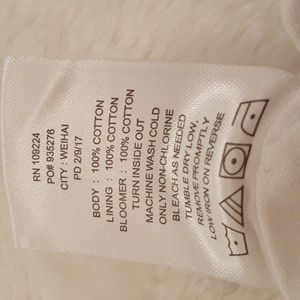 RN 109224
PO# 935276
CITY : WEIHAI
PD 2/9/17
BODY : 100% COTTON
LINING : 100% COTTON
BLOOMER : 100% COTTON
TURN INSIDE OUT
MACHINE WASH COLD
ONLY NON-CHLORINE
BLEACH AS NEEDED
TUMBLE DRY LOW,
REMOVE PROMPTLY
LOW IRON ON REVERSE